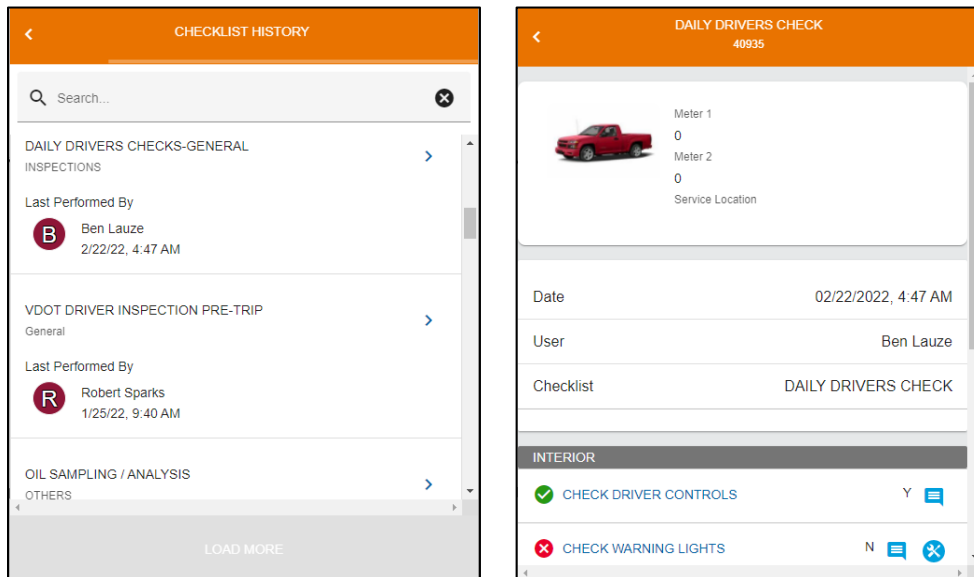 CHECKLIST HISTORY
Search...
DAILY DRIVERS CHECKS-GENERAL
INSPECTIONS
Last Performed By
B
Ben Lauze
2/22/22, 4:47 AM
VDOT DRIVER INSPECTION PRE-TRIP
General
Last Performed By
R
Robert Sparks
1/25/22, 9:40 AM
OIL SAMPLING / ANALYSIS
OTHERS
LOAD MORE
DAILY DRIVERS CHECK
40935
Meter 1
0
Meter 2
0
Service Location
Date 02/22/2022, 4:47 AM
User Ben Lauze
Checklist DAILY DRIVERS CHECK
INTERIOR
CHECK DRIVER CONTROLS Y
CHECK WARNING LIGHTS N